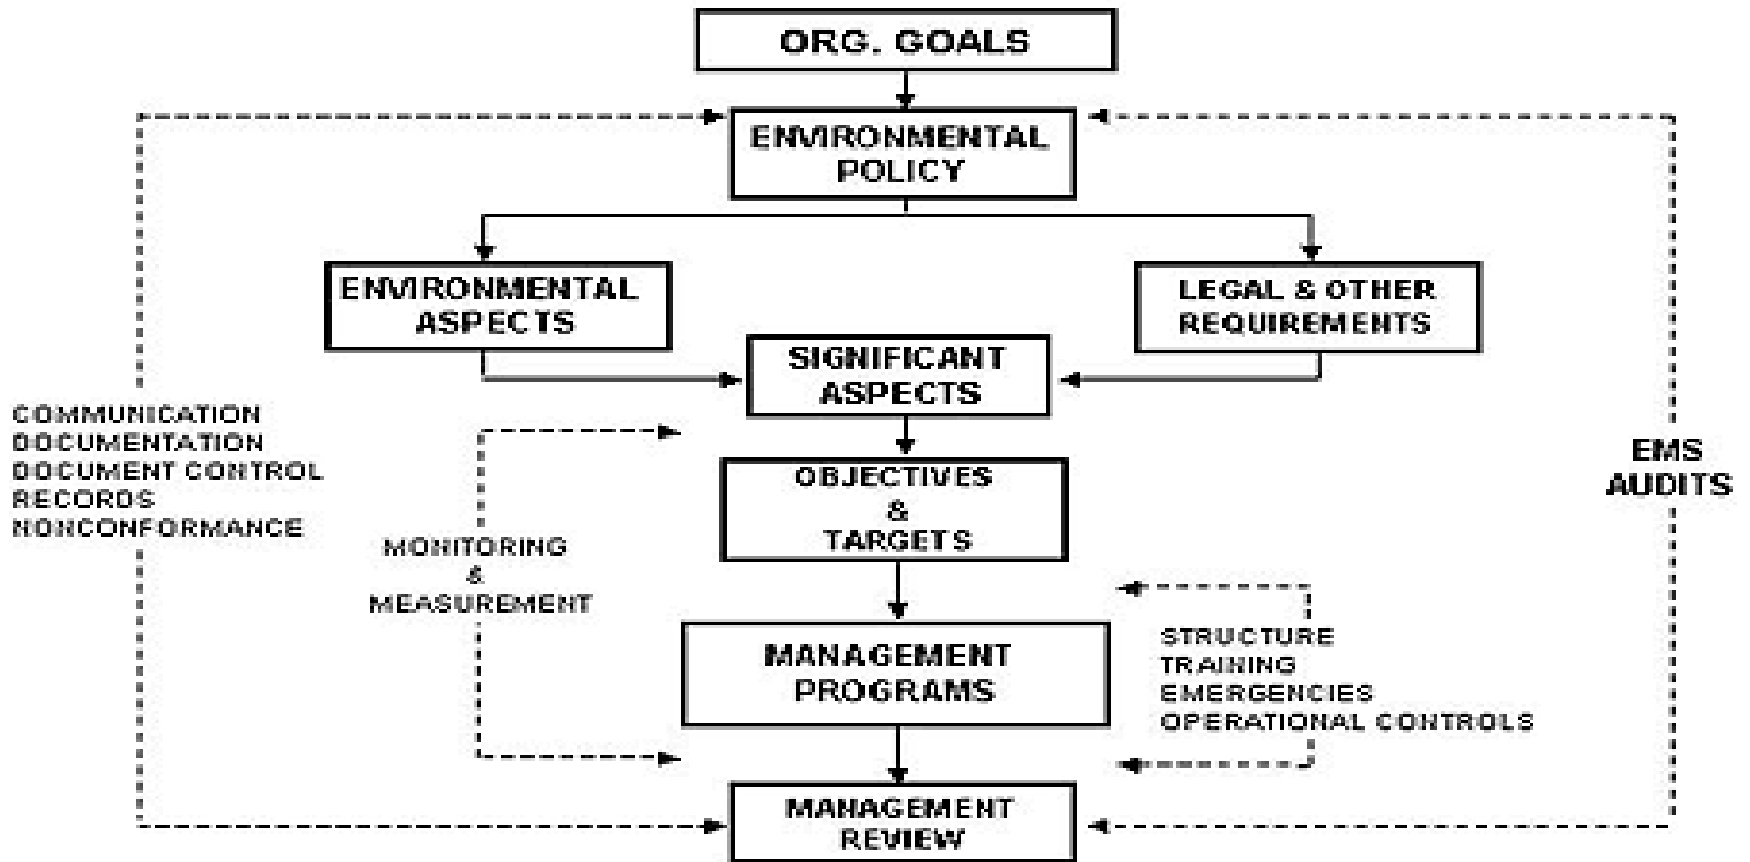 ORG. GOALS
ENVIRONMENTAL
POLICY
ENVIRONMENTAL
ASPECTS
LEGAL & OTHER
REQUIREMENTS
SIGNIFICANT
ASPECTS
COMMUNICATION
DOCUMENTATION
DOCUMENT CONTROL
RECORDS
NONCONFORMANCE
EMS
AUDITS
OBJECTIVES
&
TARGETS
MONITORING
&
MEASUREMENT
MANAGEMENT
PROGRAMS
STRUCTURE
TRAINING
EMERGENCIES
OPERATIONAL CONTROLS
MANAGEMENT
REVIEW